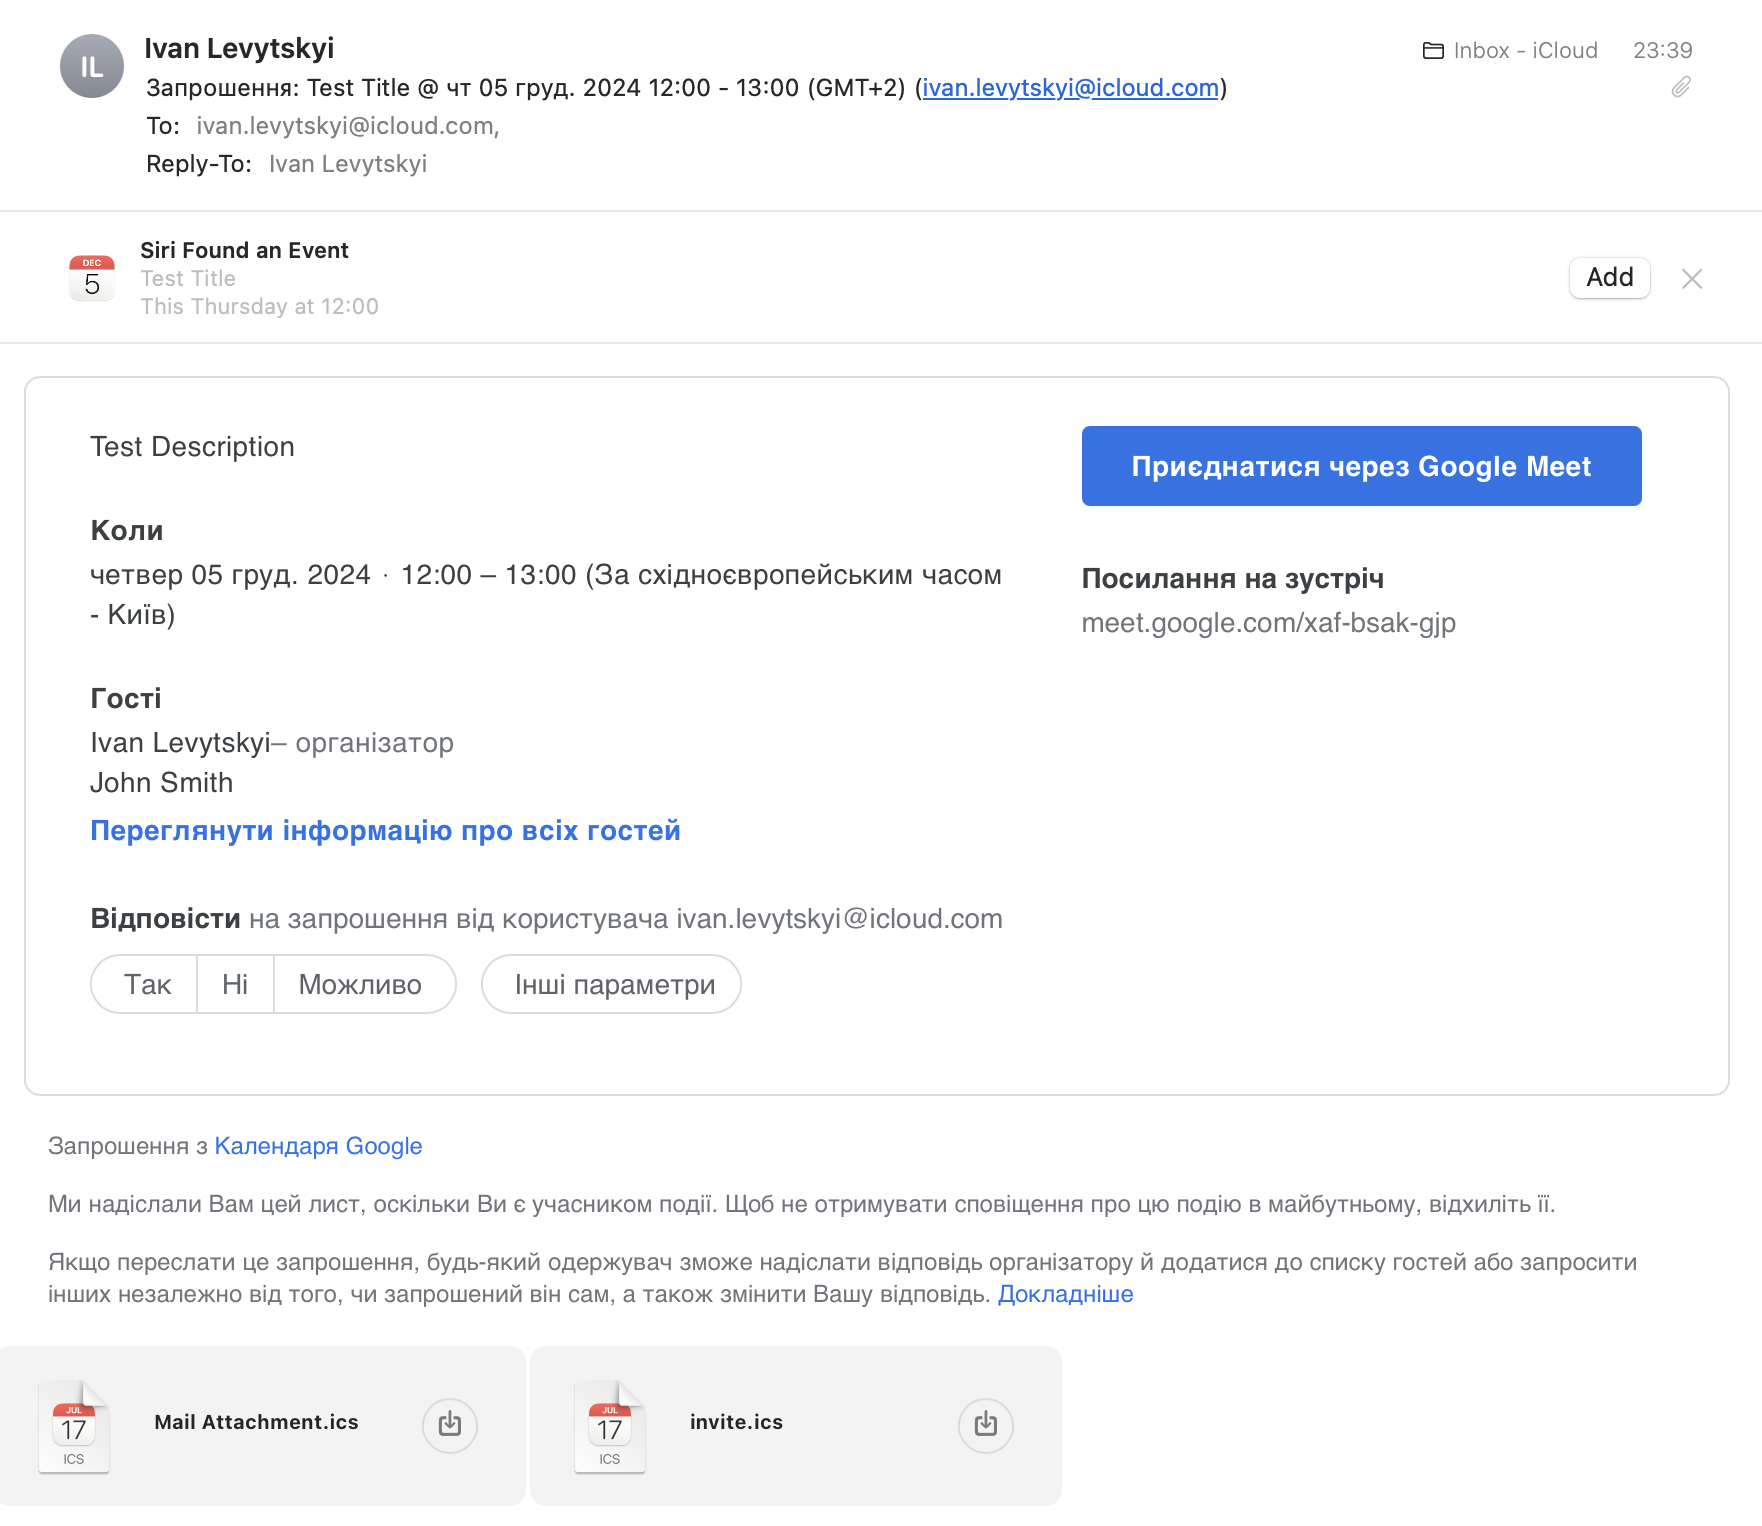 IL
Ivan Levytskyi
Inbox - iCloud 23:39
Запрошення: Test Title @ чт 05 груд. 2024 12:00 - 13:00 (GMT+2) (ivan.levytskyi@icloud.com)
To: ivan.levytskyi@icloud.com,
Reply-To: Ivan Levytskyi
DEC
5
Siri Found an Event
Test Title
This Thursday at 12:00
Add
Test Description
Коли
четвер 05 груд. 2024 · 12:00 – 13:00 (За східноєвропейським часом
- Київ)
Гості
Ivan Levytskyi– організатор
John Smith
Переглянути інформацію про всіх гостей
Відповісти на запрошення від користувача ivan.levytskyi@icloud.com
Так Ні Можливо Інші параметри
Приєднатися через Google Meet
Посилання на зустріч
meet.google.com/xaf-bsak-gjp
Запрошення з Календаря Google
Ми надіслали Вам цей лист, оскільки Ви є учасником події. Щоб не отримувати сповіщення про цю подію в майбутньому, відхиліть її.
Якщо переслати це запрошення, будь-який одержувач зможе надіслати відповідь організатору й додатися до списку гостей або запросити
інших незалежно від того, чи запрошений він сам, а також змінити Вашу відповідь. Докладніше
JUL
17
ICS
Mail Attachment.ics
JUL
17
ICS
invite.ics